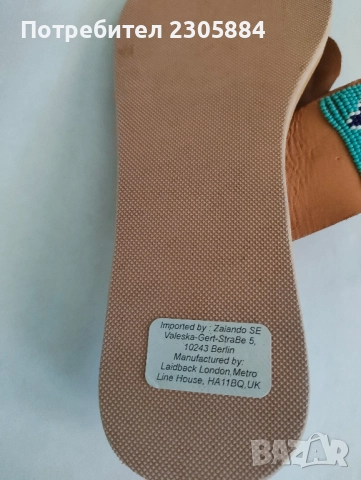 Потребител 2305884
Imported by : Zalando SE
Valeska-Gert-StraBe 5,
10243 Berlin
Manufactured by:
Laidback London,Metro
Line House, HA11BQ,UK
BAZAR